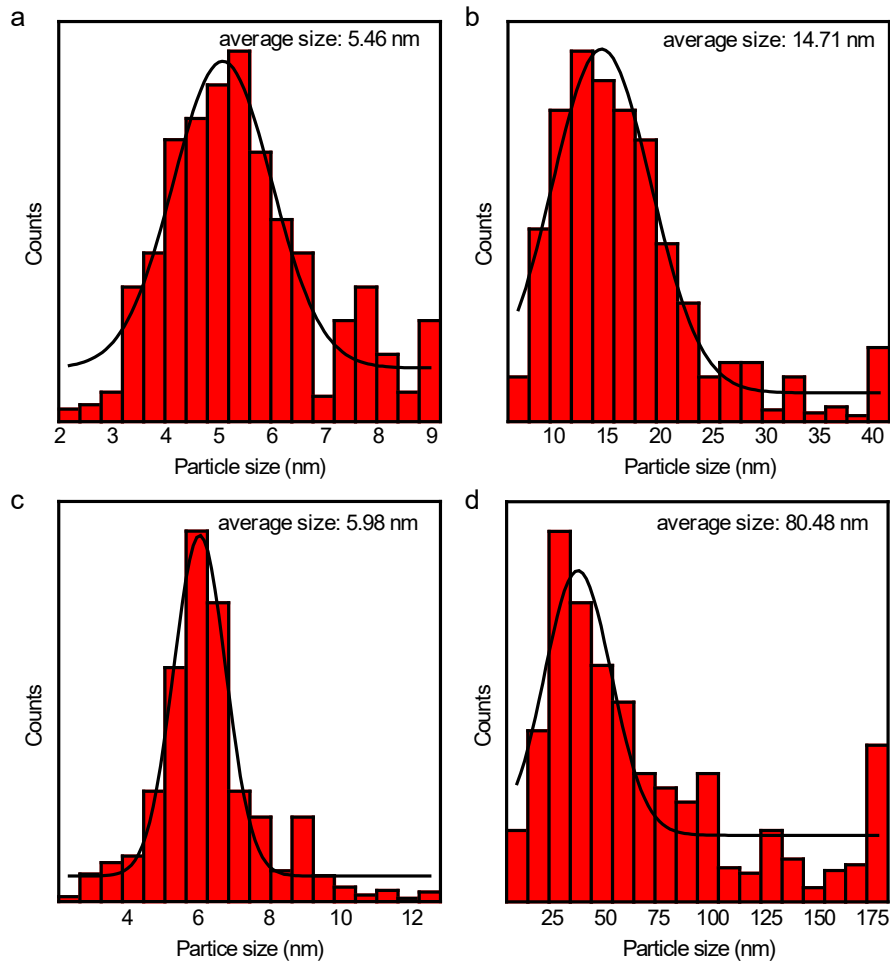 a
average size: 5.46 nm
Counts
2 3 4 5 6 7 8 9
Particle size (nm)
b
average size: 14.71 nm
Counts
10 15 20 25 30 35 40
Particle size (nm)
c
average size: 5.98 nm
Counts
4 6 8 10 12
Partice size (nm)
d
average size: 80.48 nm
Counts
25 50 75 100 125 150 175
Particle size (nm)